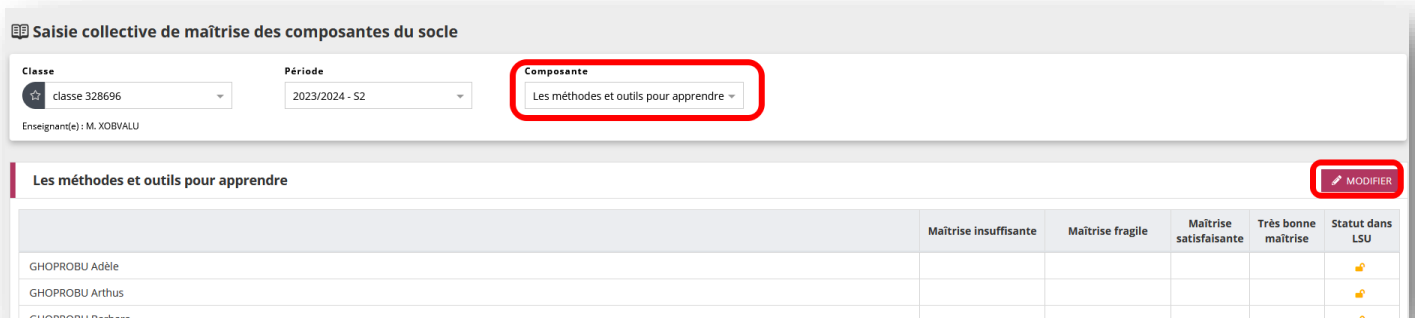 Saisie collective de maîtrise des composantes du socle
Classe
Période
Composante
classe 328696
2023/2024 - S2
Les méthodes et outils pour apprendre
Enseignant(e) : M. XOBVALU
Les méthodes et outils pour apprendre
MODIFIER
Maîtrise insuffisante
Maîtrise fragile
Maîtrise
satisfaisante
Très bonne
maîtrise
Statut dans
LSU
GHOPROBU Adèle
GHOPROBU Arthus